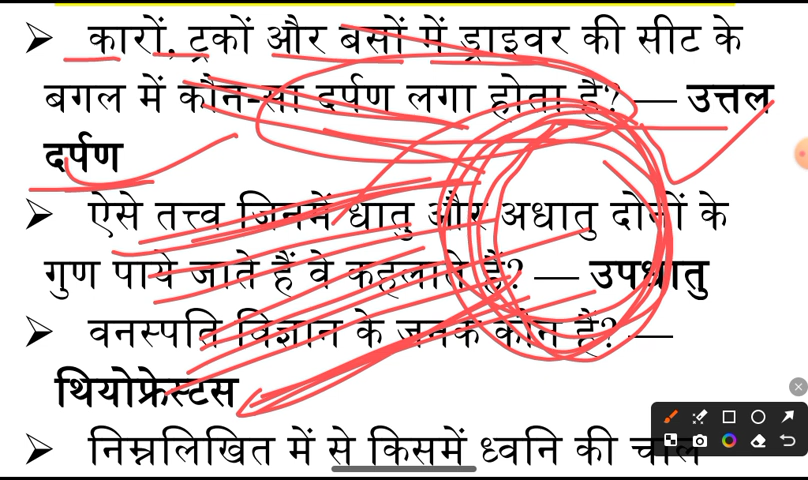 ➤ कारों, ट्रकों और बसों में ड्राइवर की सीट के
बगल में कौन-सा दर्पण लगा होता है? — उत्तल
दर्पण
➤ ऐसे तत्त्व जिनमें धातु और अधातु दोनों के
गुण पाये जाते हैं वे कहलाते हैं? — उपधातु
➤ वनस्पति विज्ञान के जनक कौन है? —
थियोफ्रेस्टस
➤ निम्नलिखित में से किसमें ध्वनि की चाल